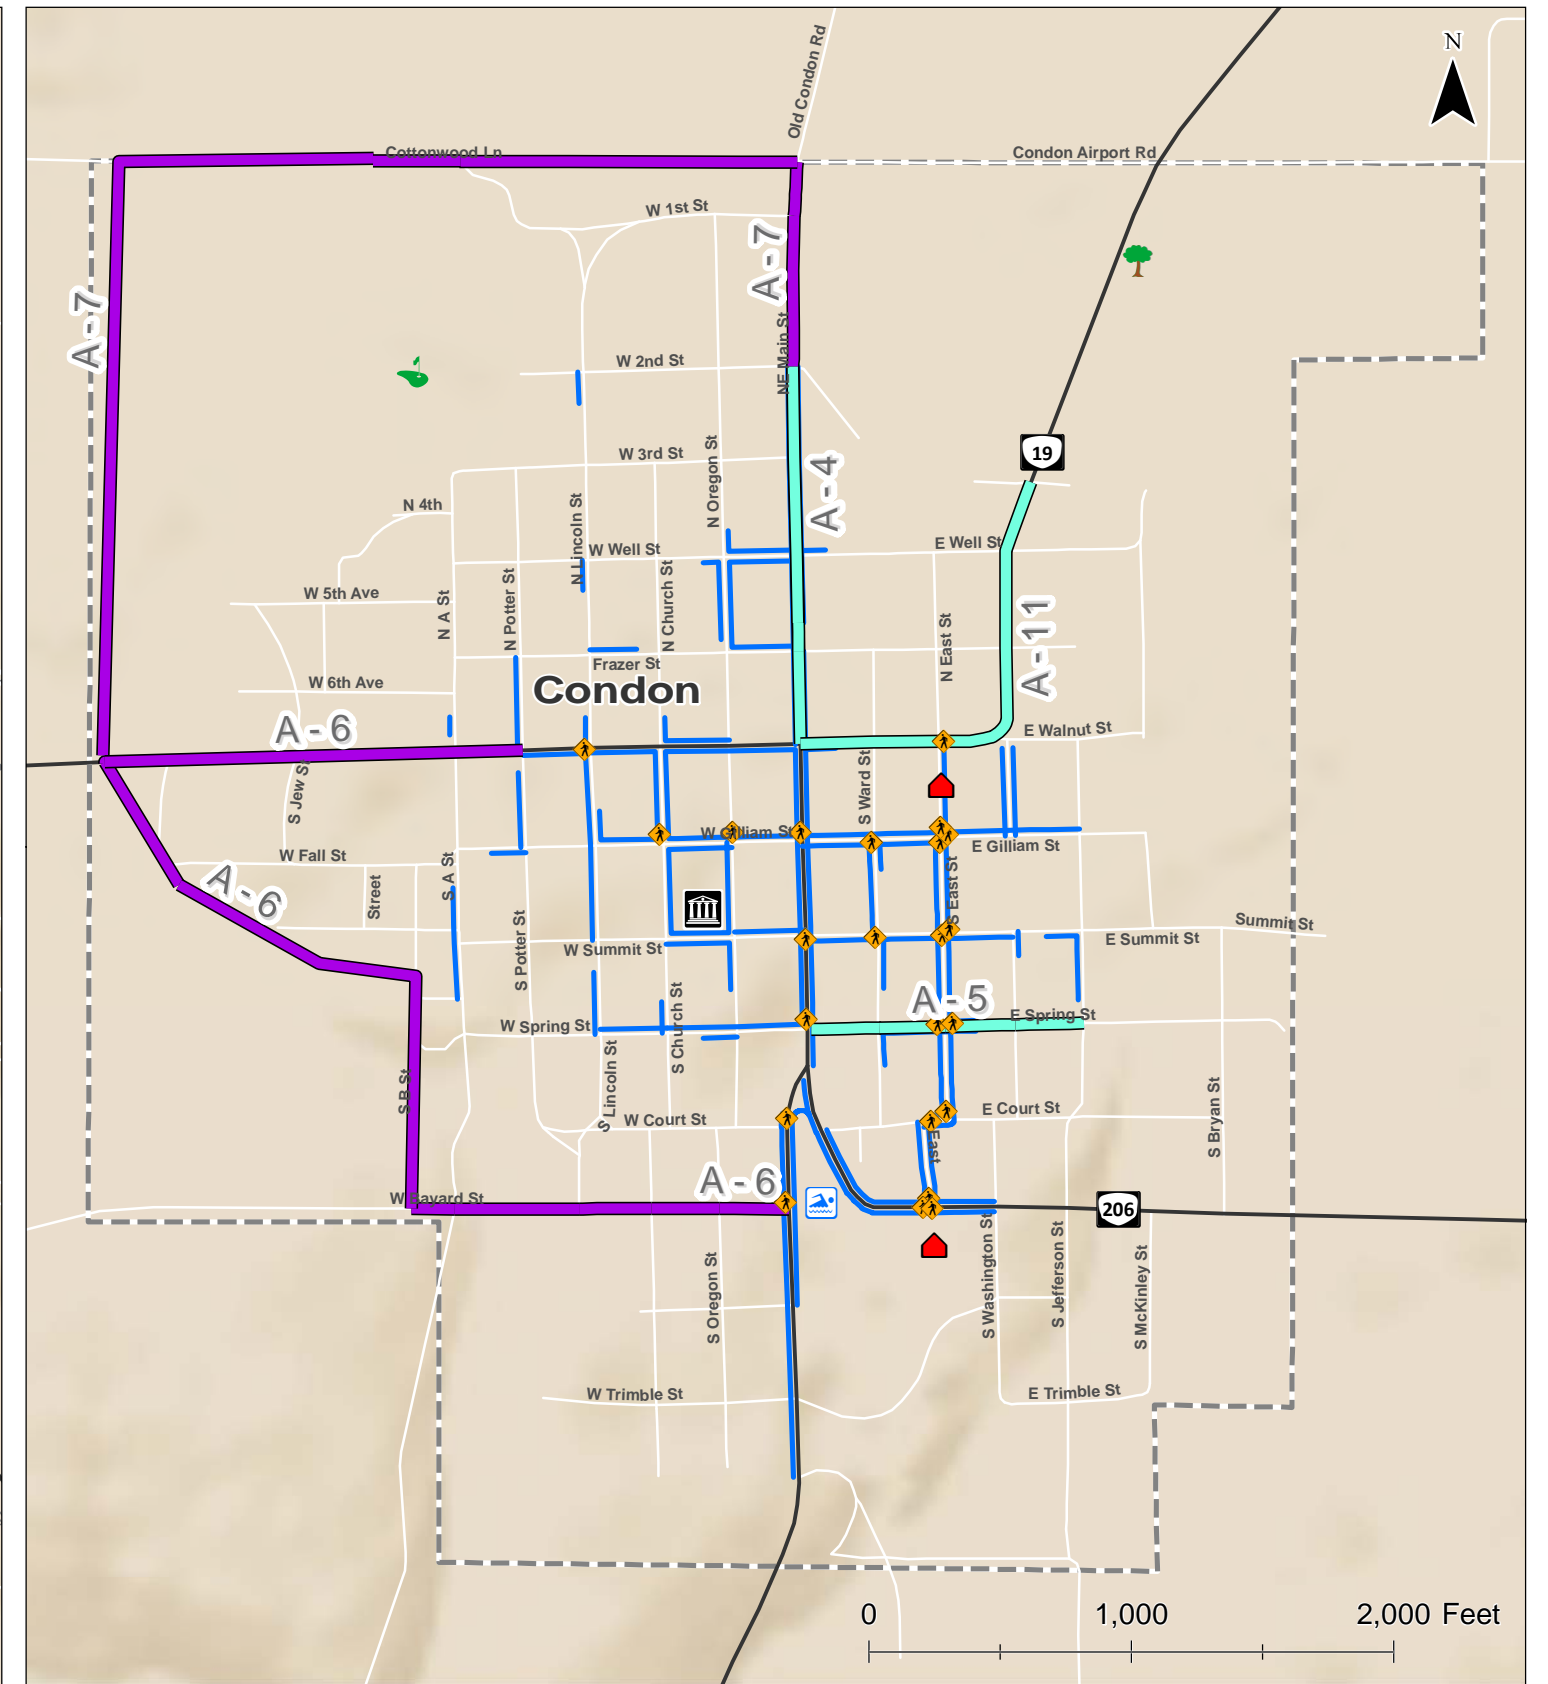 N
Old Condon Rd
Cottonwood Ln
Condon Airport Rd
W 1st St
A - 7
A - 7
NE Main St
W 2nd St
19
W 3rd St
N Oregon St
A - 4
N 4th
N Lincoln St
W Well St
E Well St
W 5th Ave
N A St
N Potter St
N Church St
N East St
A - 11
Frazer St
W 6th Ave
Condon
A - 6
E Walnut St
S Jew St
S Ward St
W Gilliam St
E Gilliam St
W Fall St
S A St
Street
A - 6
S East St
S Potter St
W Summit St
E Summit St
Summit St
A - 5
S Church St
W Spring St
E Spring St
S B St
S Lincoln St
W Court St
E Court St
East
S Bryan St
A - 6
W Bayard St
206
S Oregon St
S Washington St
S Jefferson St
S McKinley St
W Trimble St
E Trimble St
0 1,000 2,000 Feet